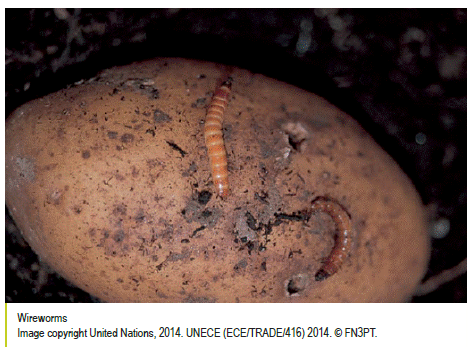 Wireworms
Image copyright United Nations, 2014. UNECE (ECE/TRADE/416) 2014. © FN3PT.